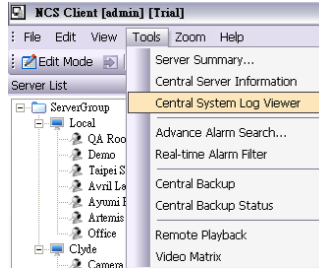 NCS Client [admin] [Trial]
File Edit View Tools Zoom Help
Edit Mode
Server List
ServerGroup
Local
QA Roo
Demo
Taipei S
Avril La
Ayumi
Artemis
Office
Clyde
Camera
Server Summary...
Central Server Information
Central System Log Viewer
Advance Alarm Search...
Real-time Alarm Filter
Central Backup
Central Backup Status
Remote Playback
Video Matrix